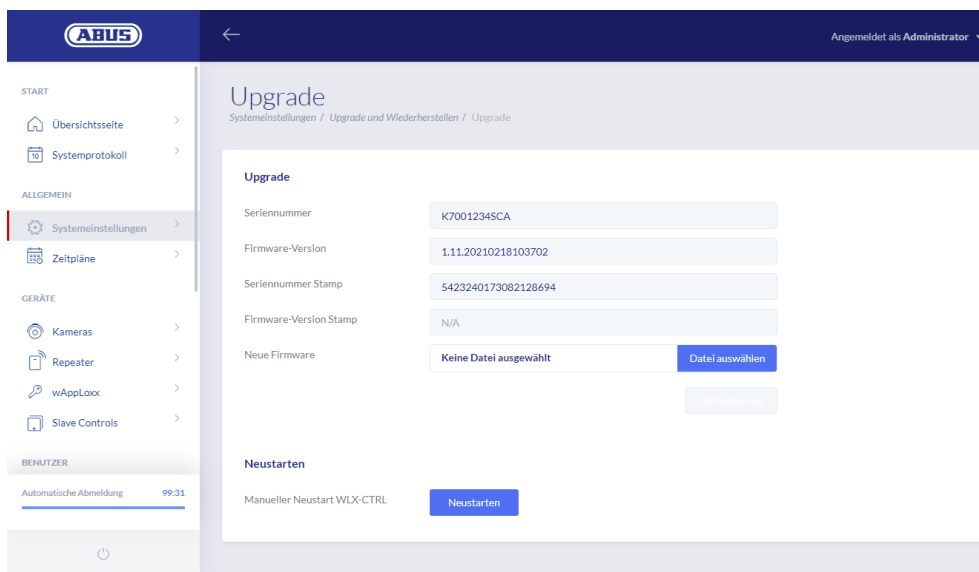 ABUS
Angemeldet als Administrator
START
Übersichtsseite
10 Systemprotokoll
ALLGEMEIN
Systemeinstellungen
Zeitpläne
GERÄTE
Kameras
Repeater
wAppLoxx
Slave Controls
BENUTZER
Automatische Abmeldung 99:31
Upgrade
Systemeinstellungen / Upgrade und Wiederherstellen / Upgrade
Upgrade
Seriennummer K7001234SCA
Firmware-Version 1.11.20210218103702
Seriennummer Stamp 5423240173082128694
Firmware-Version Stamp N/A
Neue Firmware Keine Datei ausgewählt Datei auswählen
Aktualisieren
Neustarten
Manueller Neustart WLX-CTRL Neustarten